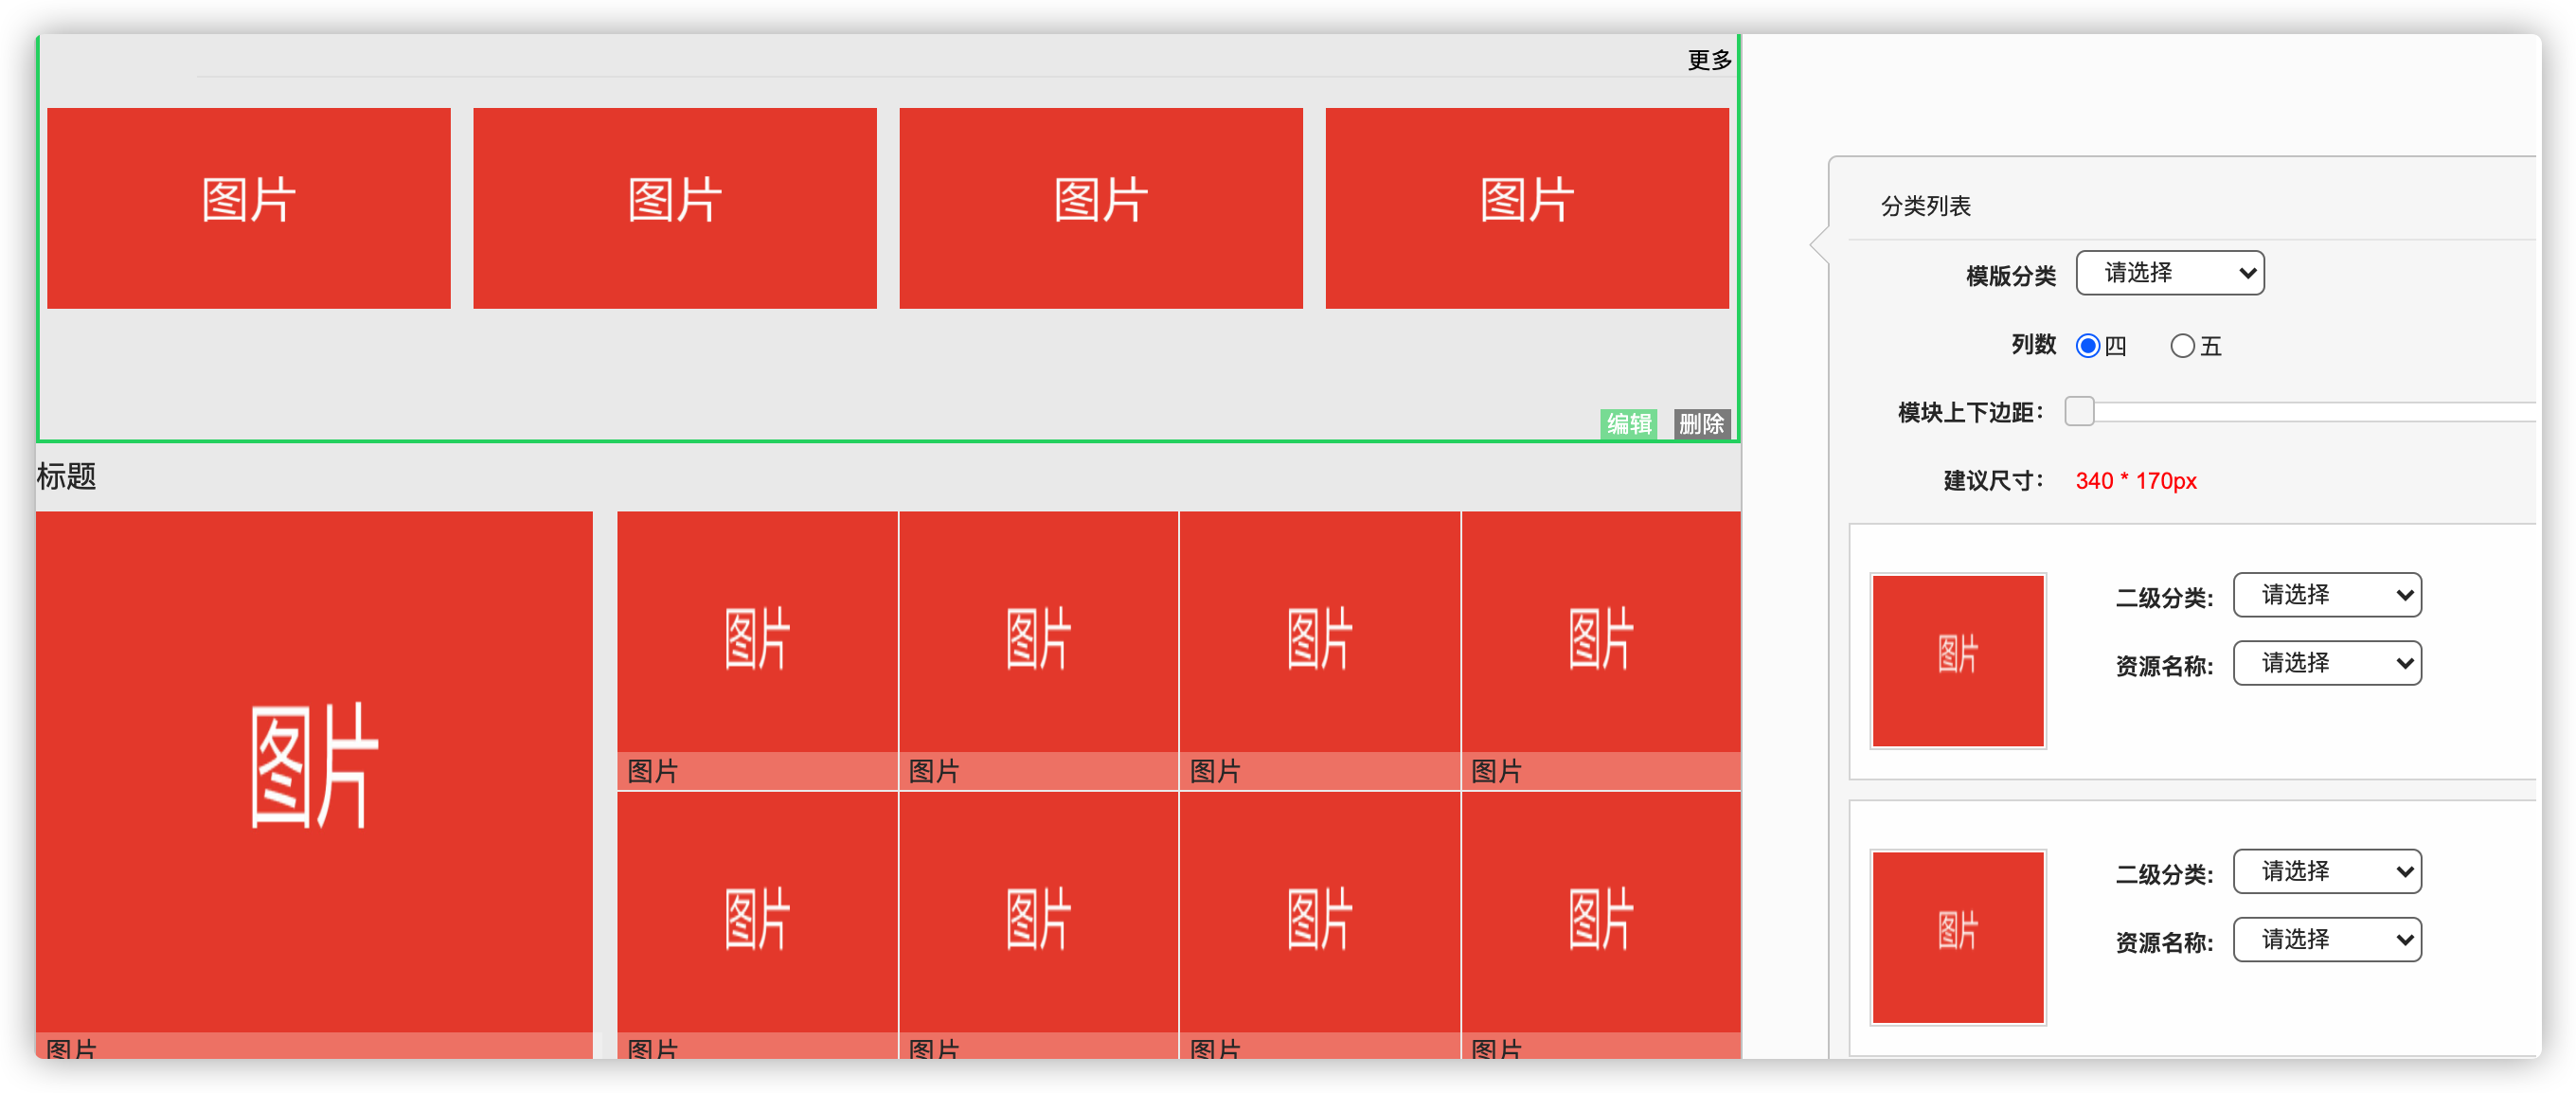 更多
图片 图片 图片 图片
编辑 删除
标题
图片 图片 图片 图片 图片
图片 图片 图片 图片
图片 图片 图片 图片
图片 图片 图片 图片 图片
分类列表
模版分类 请选择
列数 四 五
模块上下边距：
建议尺寸： 340 * 170px
图片
二级分类: 请选择
资源名称: 请选择
图片
二级分类: 请选择
资源名称: 请选择